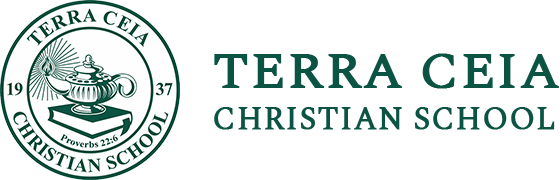 TERRA CEIA
19 37
Proverbs 22:6
CHRISTIAN SCHOOL
TERRA CEIA
CHRISTIAN SCHOOL